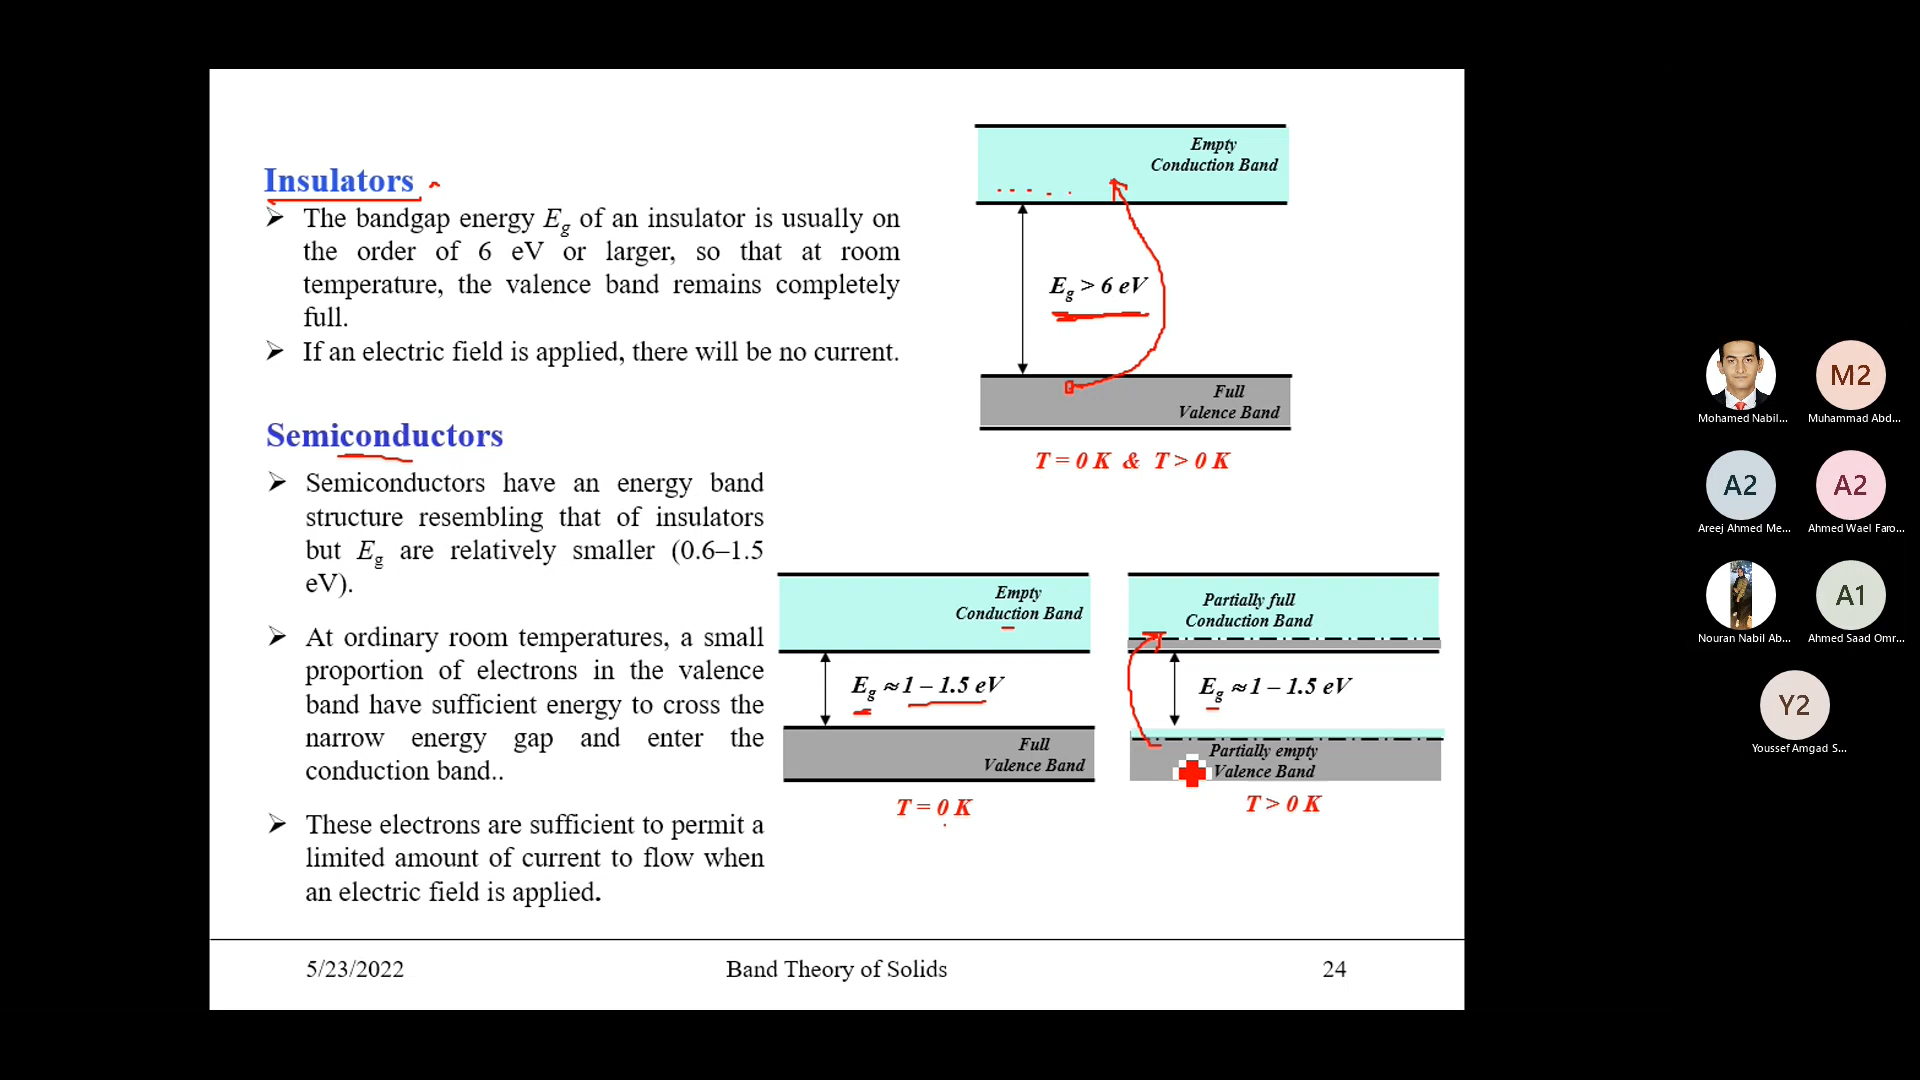 Insulators
➢ The bandgap energy Eg of an insulator is usually on
the order of 6 eV or larger, so that at room
temperature, the valence band remains completely
full.
➢ If an electric field is applied, there will be no current.
Empty
Conduction Band
Eg > 6 eV
Full
Valence Band
T = 0 K & T > 0 K
Semiconductors
➢ Semiconductors have an energy band
structure resembling that of insulators
but Eg are relatively smaller (0.6–1.5
eV).
➢ At ordinary room temperatures, a small
proportion of electrons in the valence
band have sufficient energy to cross the
narrow energy gap and enter the
conduction band..
➢ These electrons are sufficient to permit a
limited amount of current to flow when
an electric field is applied.
Empty
Conduction Band
Eg ≈ 1 – 1.5 eV
Full
Valence Band
T = 0 K
Partially full
Conduction Band
Eg ≈ 1 – 1.5 eV
Partially empty
Valence Band
T > 0 K
5/23/2022
Band Theory of Solids
24
M2
Mohamed Nabil...
Muhammad Abd...
A2
A2
Areej Ahmed Me...
Ahmed Wael Faro...
A1
Nouran Nabil Ab...
Ahmed Saad Omr...
Y2
Youssef Amgad S...